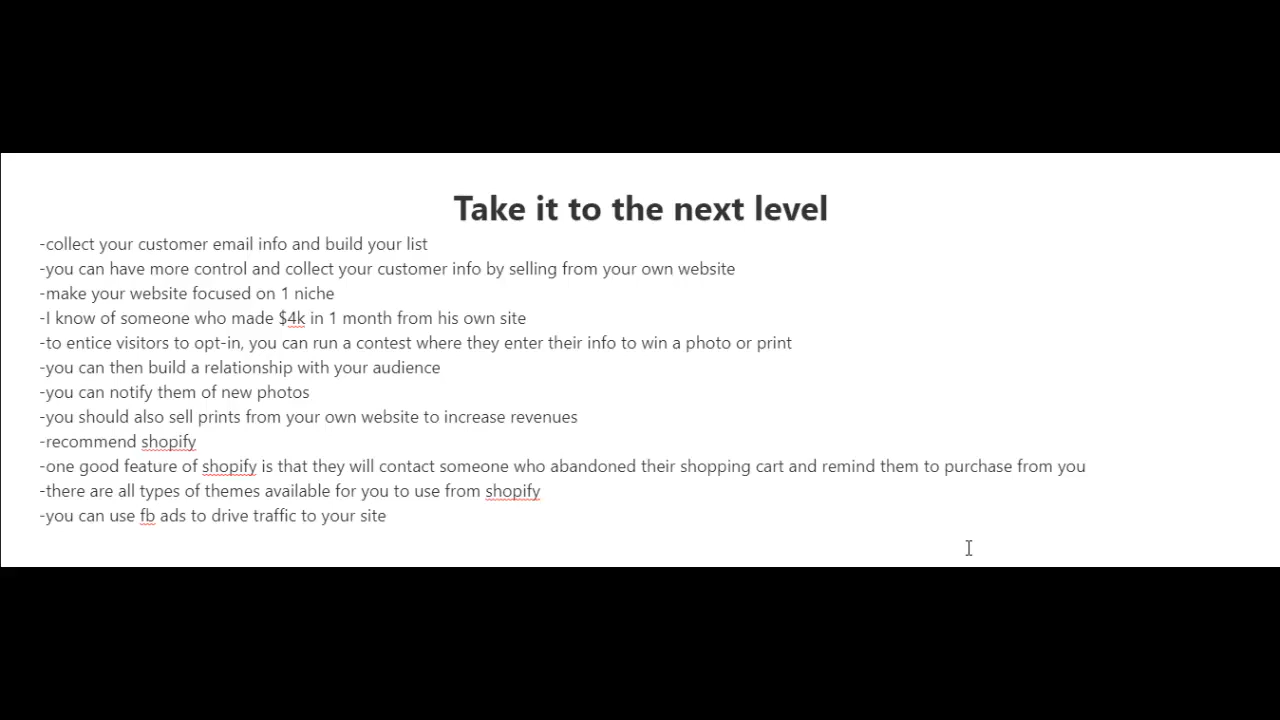 Take it to the next level
-collect your customer email info and build your list
-you can have more control and collect your customer info by selling from your own website
-make your website focused on 1 niche
-I know of someone who made $4k in 1 month from his own site
-to entice visitors to opt-in, you can run a contest where they enter their info to win a photo or print
-you can then build a relationship with your audience
-you can notify them of new photos
-you should also sell prints from your own website to increase revenues
-recommend shopify
-one good feature of shopify is that they will contact someone who abandoned their shopping cart and remind them to purchase from you
-there are all types of themes available for you to use from shopify
-you can use fb ads to drive traffic to your site